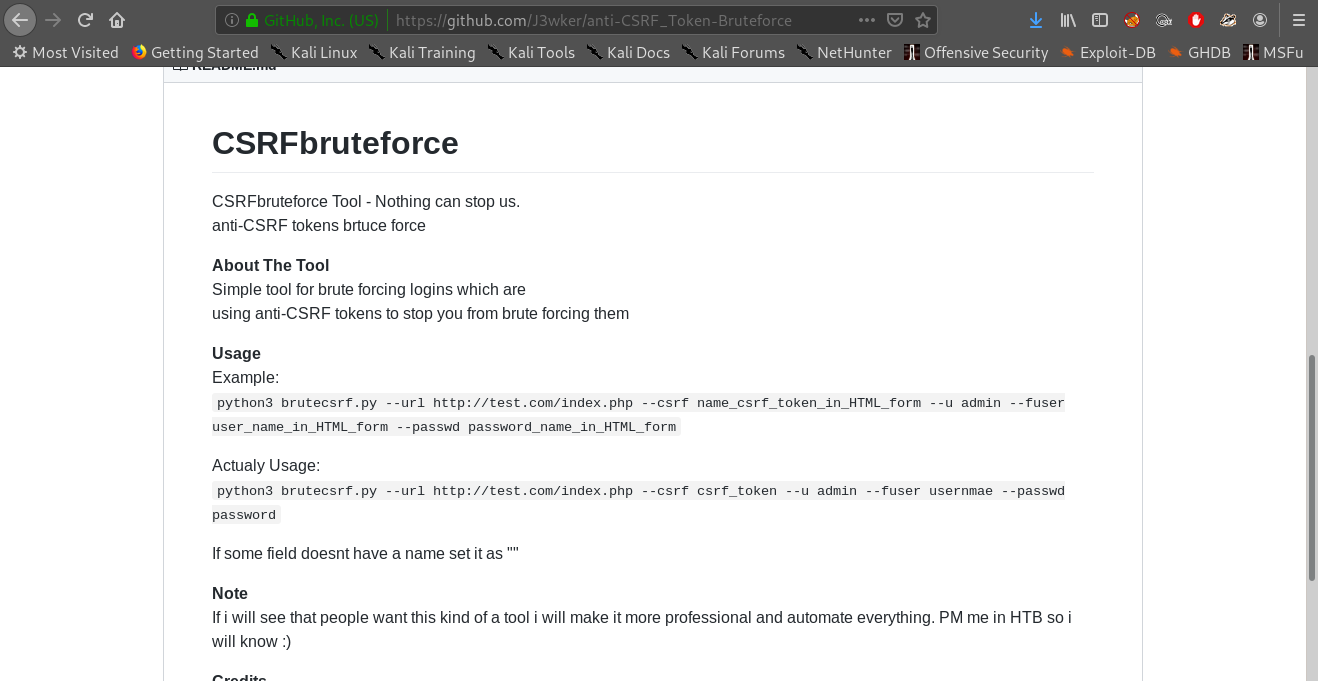 GitHub, Inc. (US) https://github.com/J3wker/anti-CSRF_Token-Bruteforce
Most Visited Getting Started Kali Linux Kali Training Kali Tools Kali Docs Kali Forums NetHunter Offensive Security Exploit-DB GHDB MSFu
README.md
CSRFbruteforce
CSRFbruteforce Tool - Nothing can stop us.
anti-CSRF tokens brtuce force
About The Tool
Simple tool for brute forcing logins which are
using anti-CSRF tokens to stop you from brute forcing them
Usage
Example:
python3 brutecsrf.py --url http://test.com/index.php --csrf name_csrf_token_in_HTML_form --u admin --fuser
user_name_in_HTML_form --passwd password_name_in_HTML_form
Actualy Usage:
python3 brutecsrf.py --url http://test.com/index.php --csrf csrf_token --u admin --fuser usernmae --passwd
password
If some field doesnt have a name set it as ""
Note
If i will see that people want this kind of a tool i will make it more professional and automate everything. PM me in HTB so i
will know :)
Credits